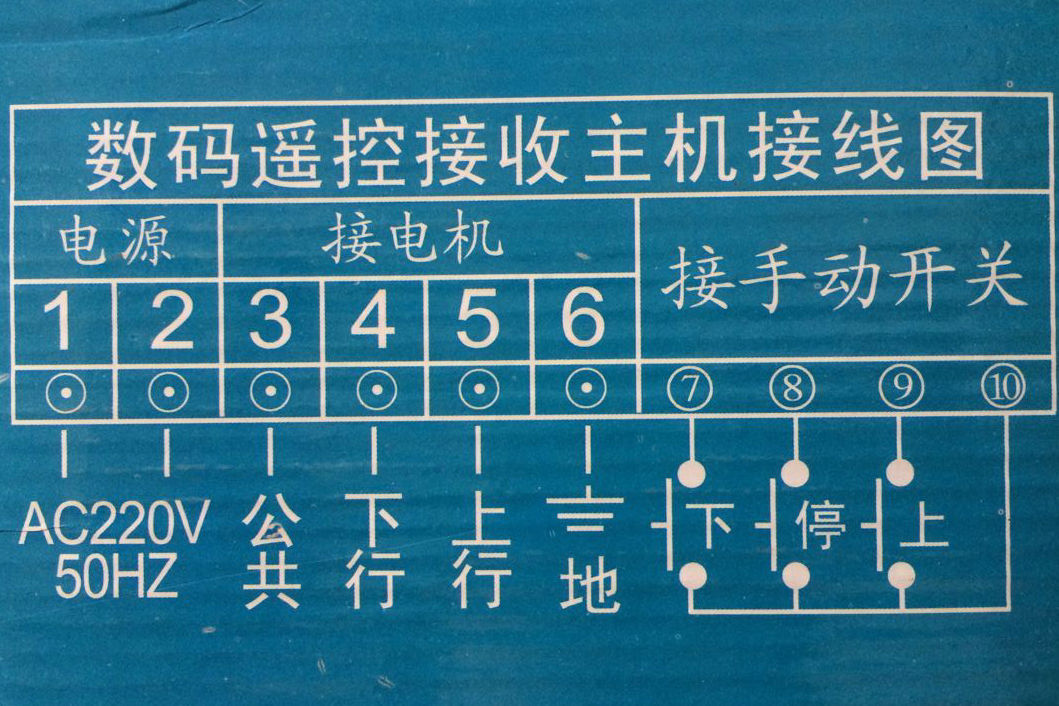 数码遥控接收主机接线图
电源 接电机 接手动开关
1 2 3 4 5 6
⑦ ⑧ ⑨ ⑩
AC220V
50HZ
公共
下行
上行
地
下 停 上